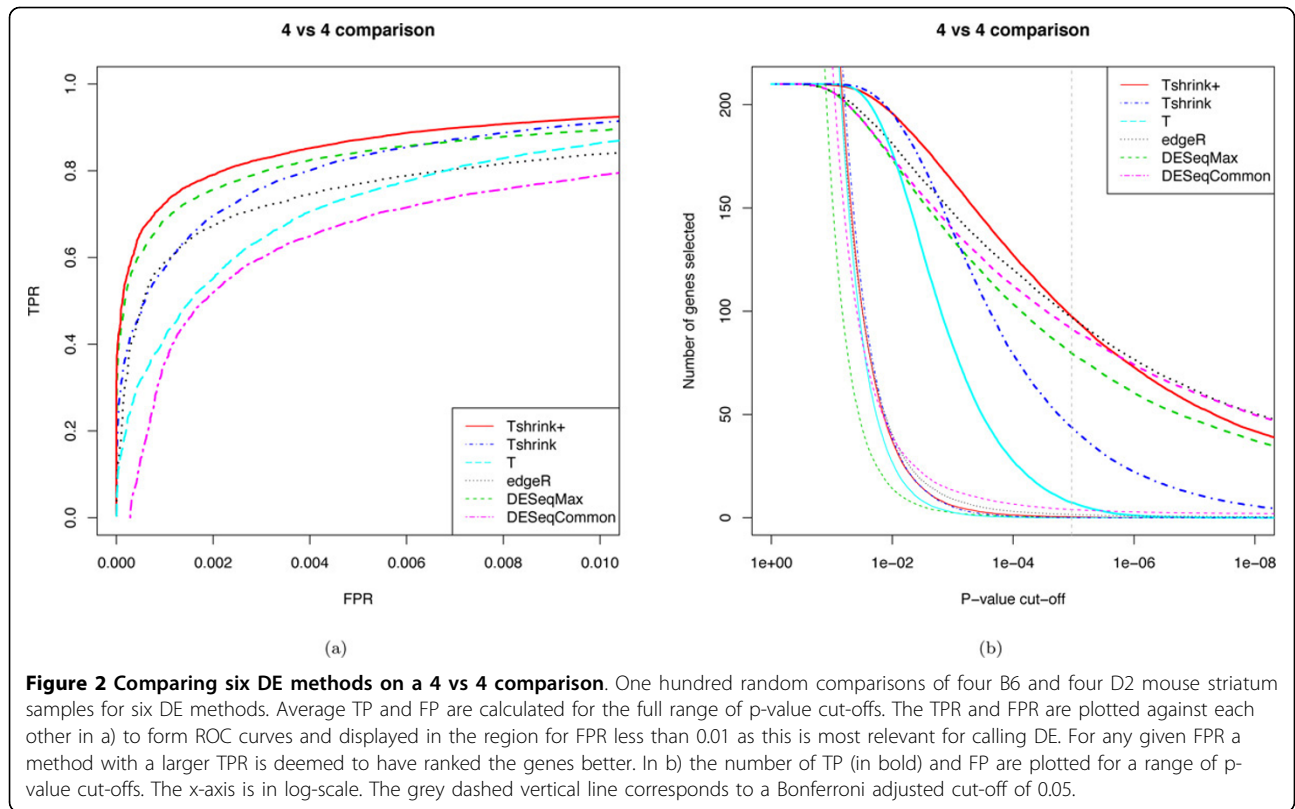 4 vs 4 comparison
1.0
0.8
0.6
0.4
0.2
0.0
TPR
0.000
0.002
0.004
0.006
0.008
0.010
FPR
Tshrink+
Tshrink
T
edgeR
DESeqMax
DESeqCommon
(a)
4 vs 4 comparison
200
150
100
50
0
Number of genes selected
1e+00
1e-02
1e-04
1e-06
1e-08
P-value cut-off
Tshrink+
Tshrink
T
edgeR
DESeqMax
DESeqCommon
(b)
Figure 2 Comparing six DE methods on a 4 vs 4 comparison. One hundred random comparisons of four B6 and four D2 mouse striatum
samples for six DE methods. Average TP and FP are calculated for the full range of p-value cut-offs. The TPR and FPR are plotted against each
other in a) to form ROC curves and displayed in the region for FPR less than 0.01 as this is most relevant for calling DE. For any given FPR a
method with a larger TPR is deemed to have ranked the genes better. In b) the number of TP (in bold) and FP are plotted for a range of p-
value cut-offs. The x-axis is in log-scale. The grey dashed vertical line corresponds to a Bonferroni adjusted cut-off of 0.05.